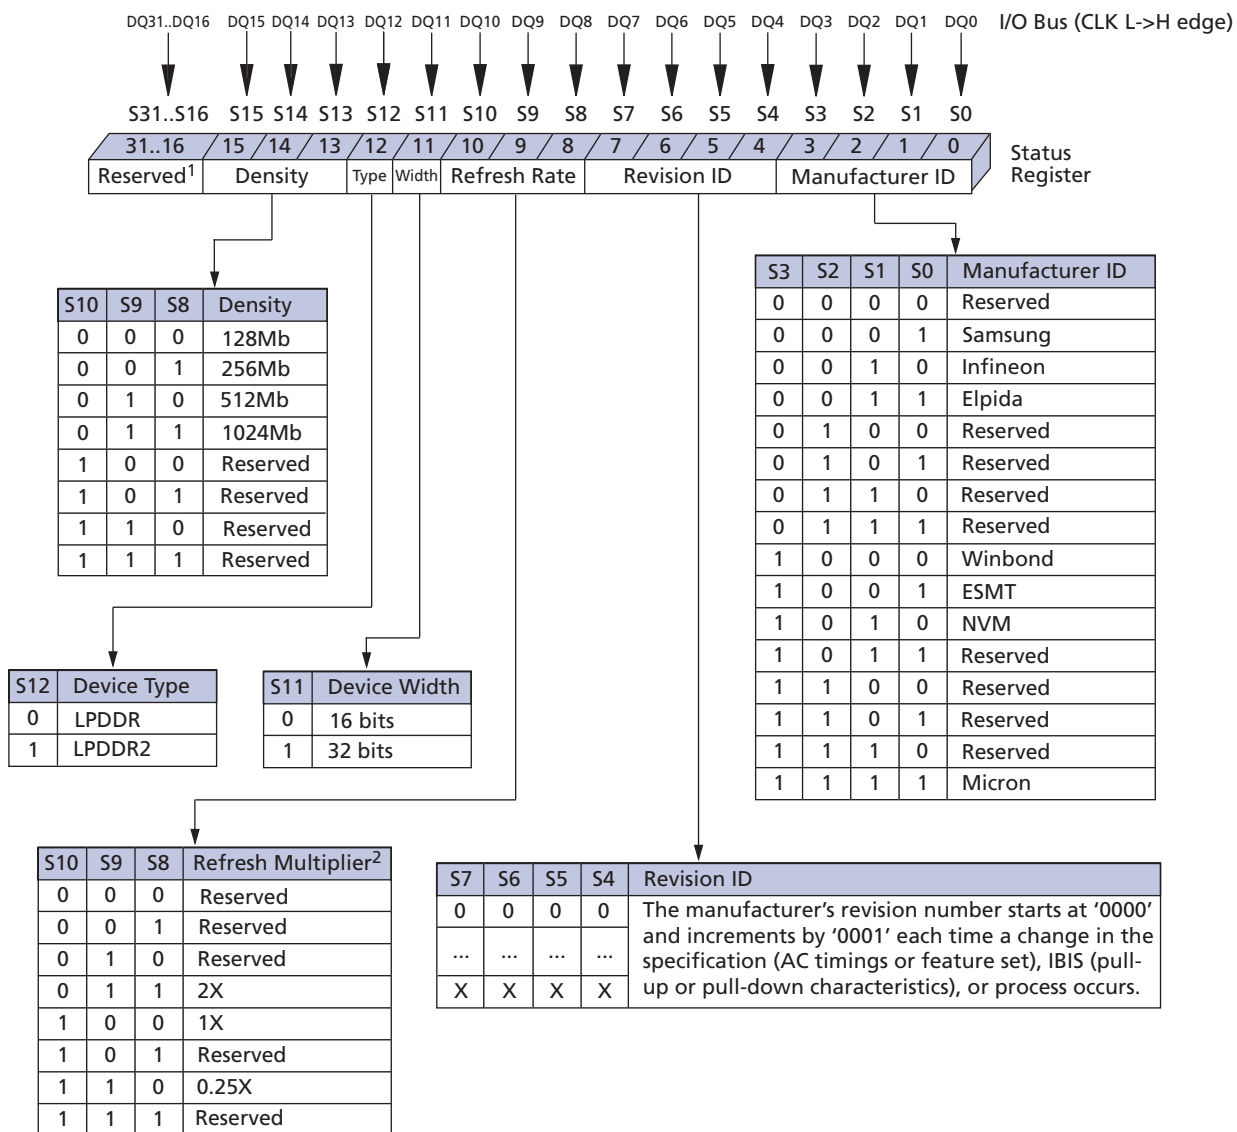 DQ31..DQ16 DQ15 DQ14 DQ13 DQ12 DQ11 DQ10 DQ9 DQ8 DQ7 DQ6 DQ5 DQ4 DQ3 DQ2 DQ1 DQ0 I/O Bus (CLK L->H edge)
S31..S16 S15 S14 S13 S12 S11 S10 S9 S8 S7 S6 S5 S4 S3 S2 S1 S0
31..16 15 14 13 12 11 10 9 8 7 6 5 4 3 2 1 0
Reserved1 Density Type Width Refresh Rate Revision ID Manufacturer ID
Status
Register
S10 S9 S8 Density
0 0 0 128Mb
0 0 1 256Mb
0 1 0 512Mb
0 1 1 1024Mb
1 0 0 Reserved
1 0 1 Reserved
1 1 0 Reserved
1 1 1 Reserved
S3 S2 S1 S0 Manufacturer ID
0 0 0 0 Reserved
0 0 0 1 Samsung
0 0 1 0 Infineon
0 0 1 1 Elpida
0 1 0 0 Reserved
0 1 0 1 Reserved
0 1 1 0 Reserved
0 1 1 1 Reserved
1 0 0 0 Winbond
1 0 0 1 ESMT
1 0 1 0 NVM
1 0 1 1 Reserved
1 1 0 0 Reserved
1 1 0 1 Reserved
1 1 1 0 Reserved
1 1 1 1 Micron
S12 Device Type
0 LPDDR
1 LPDDR2
S11 Device Width
0 16 bits
1 32 bits
S10 S9 S8 Refresh Multiplier2
0 0 0 Reserved
0 0 1 Reserved
0 1 0 Reserved
0 1 1 2X
1 0 0 1X
1 0 1 Reserved
1 1 0 0.25X
1 1 1 Reserved
S7 S6 S5 S4 Revision ID
0 0 0 0
... ... ... ...
X X X X
The manufacturer’s revision number starts at ‘0000’
and increments by ‘0001’ each time a change in the
specification (AC timings or feature set), IBIS (pull-
up or pull-down characteristics), or process occurs.